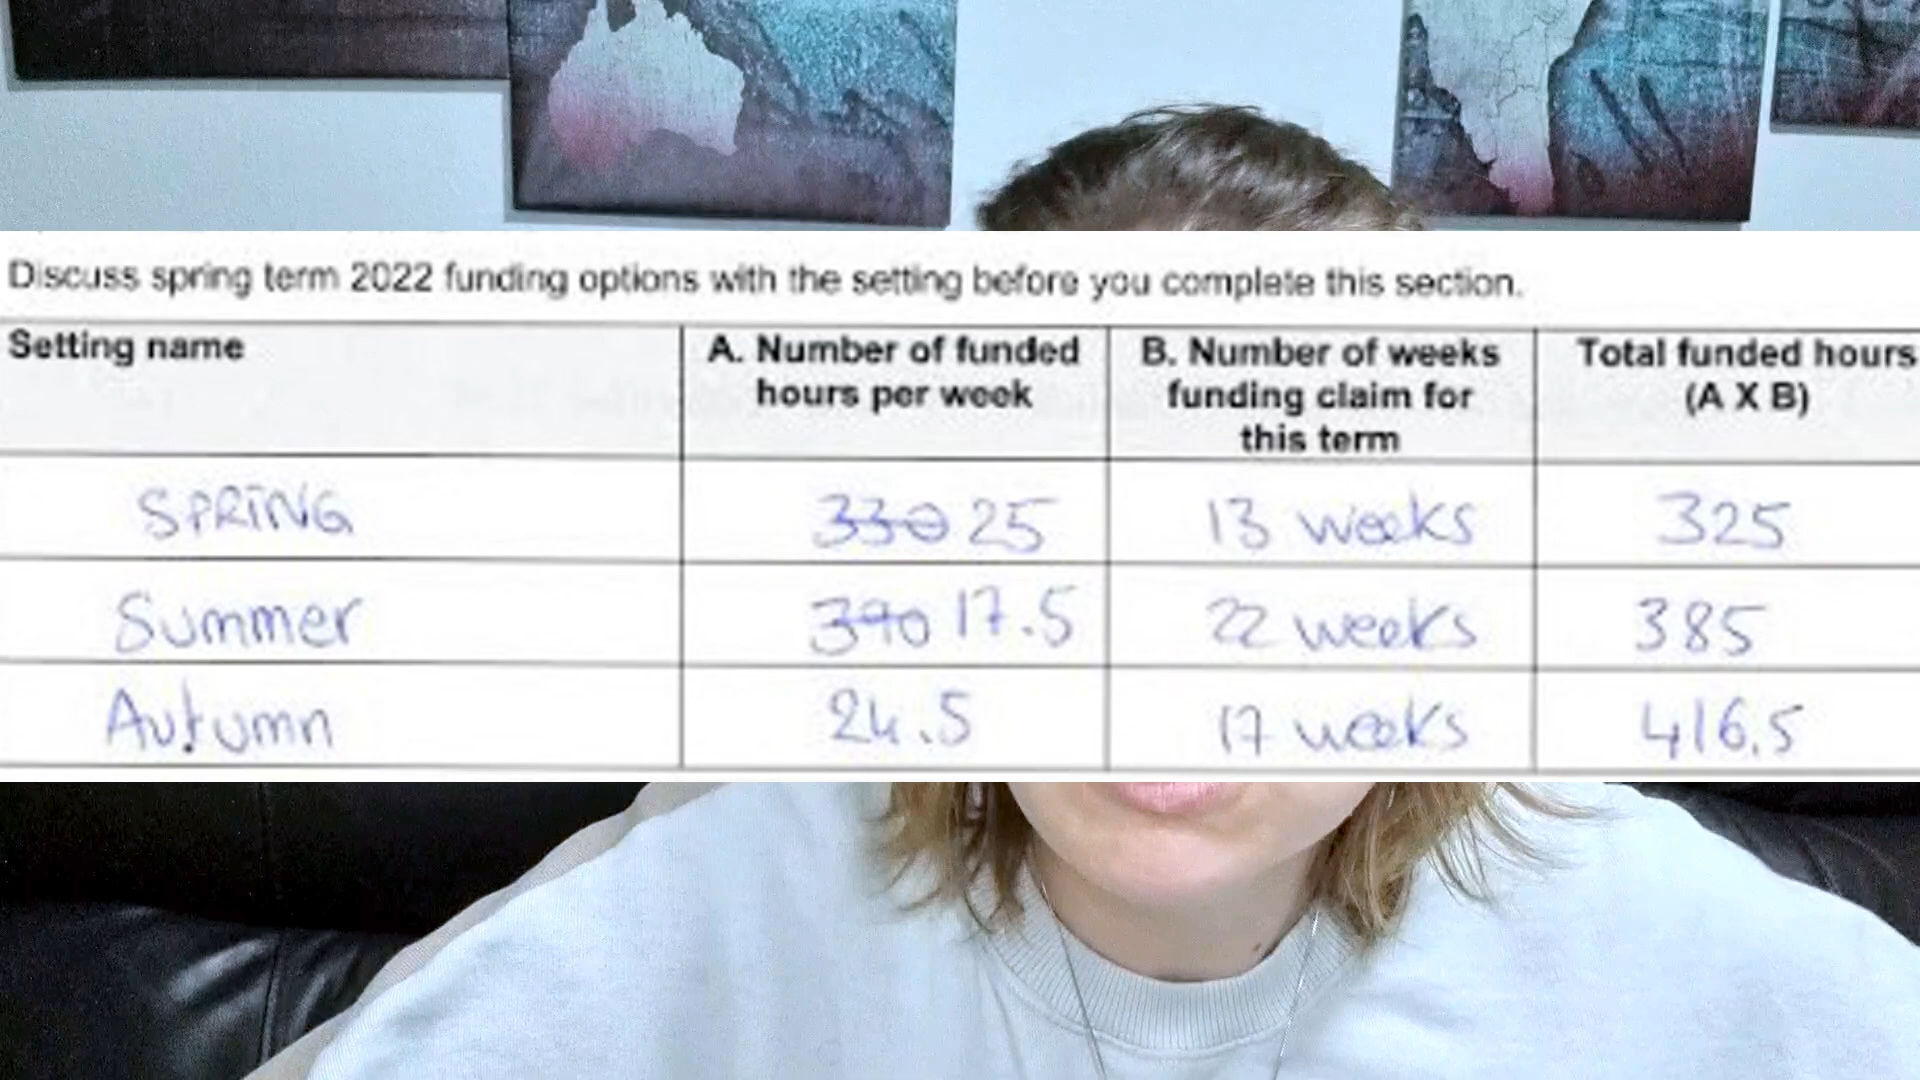 Discuss spring term 2022 funding options with the setting before you complete this section.
Setting name
A. Number of funded
hours per week
B. Number of weeks
funding claim for
this term
Total funded hours
(A X B)
SPRING 330 25 13 weeks 325
Summer 390 17.5 22 weeks 385
Autumn 24.5 17 weeks 416.5